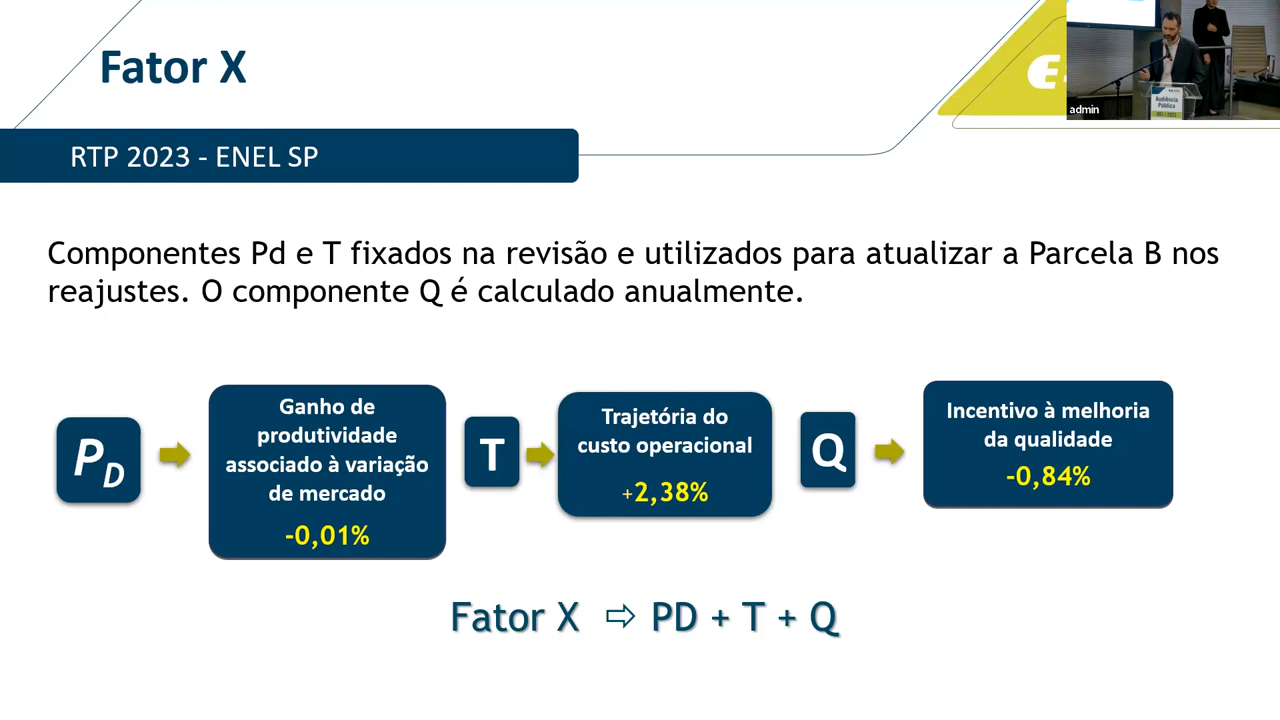 Fator X
admin
Audiência
Pública
RTP 2023 - ENEL SP
Componentes Pd e T fixados na revisão e utilizados para atualizar a Parcela B nos
reajustes. O componente Q é calculado anualmente.
PD
Ganho de
produtividade
associado à variação
de mercado
-0,01%
T
Trajetória do
custo operacional
+2,38%
Q
Incentivo à melhoria
da qualidade
-0,84%
Fator X ⇨ PD + T + Q